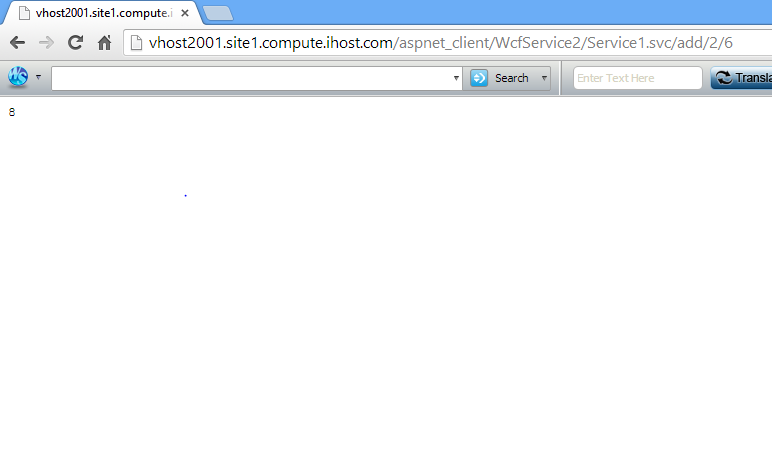 vhost2001.site1.compute.i
vhost2001.site1.compute.ihost.com/aspnet_client/WcfService2/Service1.svc/add/2/6
Search
Enter Text Here
Transla
8